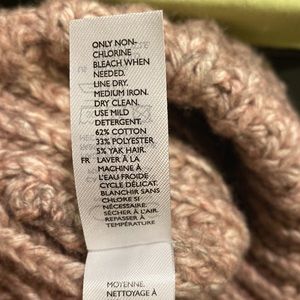 ONLY NON-
CHLORINE
BLEACH WHEN
NEEDED.
LINE DRY.
MEDIUM IRON.
DRY CLEAN.
USE MILD
DETERGENT.
62% COTTON
33% POLYESTER
5% YAK HAIR.
FR LAVER À LA
MACHINE À
L'EAU FROIDE
CYCLE DÉLICAT.
BLANCHIR SANS
CHLORE SI
NÉCESSAIRE.
SÉCHER À L'AIR.
REPASSER À
TEMPÉRATURE
MOYENNE.
NETTOYAGE À